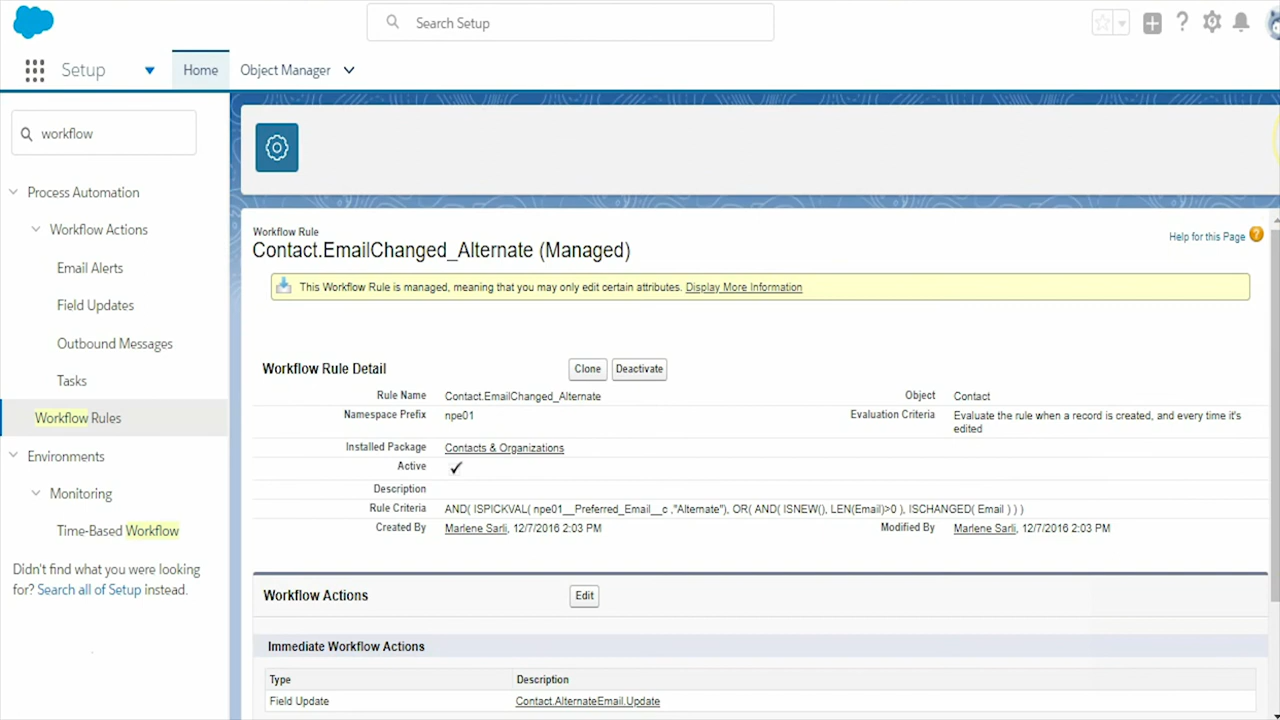 Search Setup
Setup
Home
Object Manager
workflow
Process Automation
Workflow Actions
Email Alerts
Field Updates
Outbound Messages
Tasks
Workflow Rules
Environments
Monitoring
Time-Based Workflow
Didn't find what you were looking
for? Search all of Setup instead.
Workflow Rule
Contact.EmailChanged_Alternate (Managed)
Help for this Page
This Workflow Rule is managed, meaning that you may only edit certain attributes. Display More Information
Workflow Rule Detail Clone Deactivate
Rule Name Contact.EmailChanged_Alternate Object Contact
Namespace Prefix npe01 Evaluation Criteria Evaluate the rule when a record is created, and every time it's
edited
Installed Package Contacts & Organizations
Active ✓
Description
Rule Criteria AND( ISPICKVAL( npe01__Preferred_Email__c ,"Alternate"), OR( AND( ISNEW(), LEN(Email)>0 ), ISCHANGED( Email ) ) )
Created By Marlene Sarli, 12/7/2016 2:03 PM Modified By Marlene Sarli, 12/7/2016 2:03 PM
Workflow Actions Edit
Immediate Workflow Actions
Type Description
Field Update Contact.AlternateEmail.Update